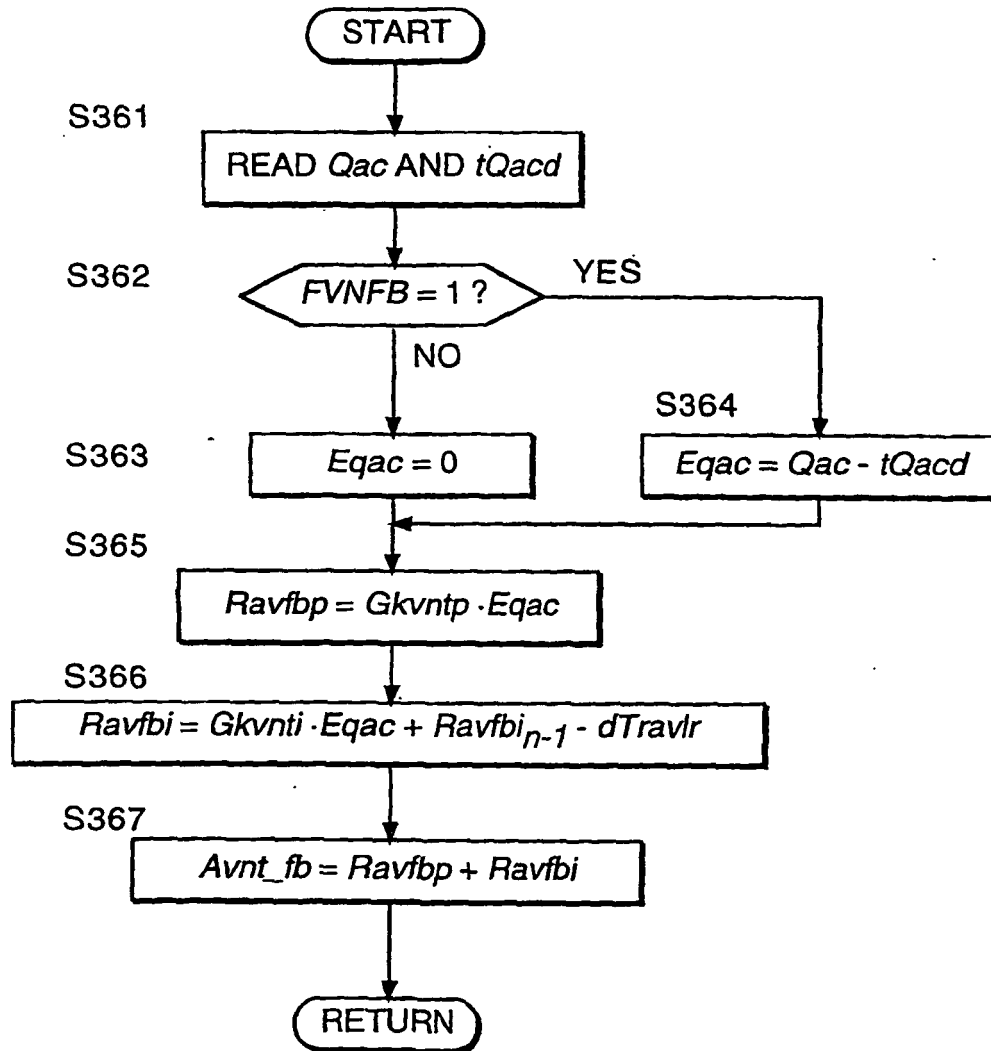 START
S361
READ Qac AND tQacd
S362
FVNFB = 1 ?
YES
NO
S364
S363
Eqac = 0
Eqac = Qac - tQacd
S365
Ravfbp = Gkvntp · Eqac
S366
Ravfbi = Gkvnti · Eqac + Ravfbi n-1 - dTravlr
S367
Avnt_fb = Ravfbp + Ravfbi
RETURN